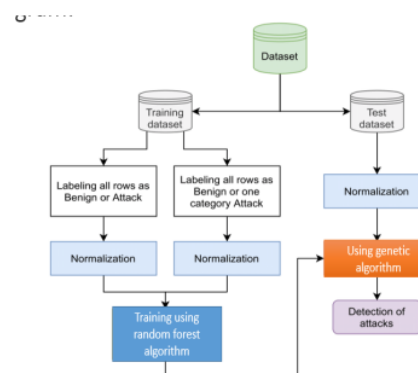 Dataset
Training
dataset
Test
dataset
Labeling all rows as
Benign or Attack
Labeling all rows as
Benign or one
category Attack
Normalization
Normalization
Normalization
Using genetic
algorithm
Training using
random forest
algorithm
Detection of
attacks